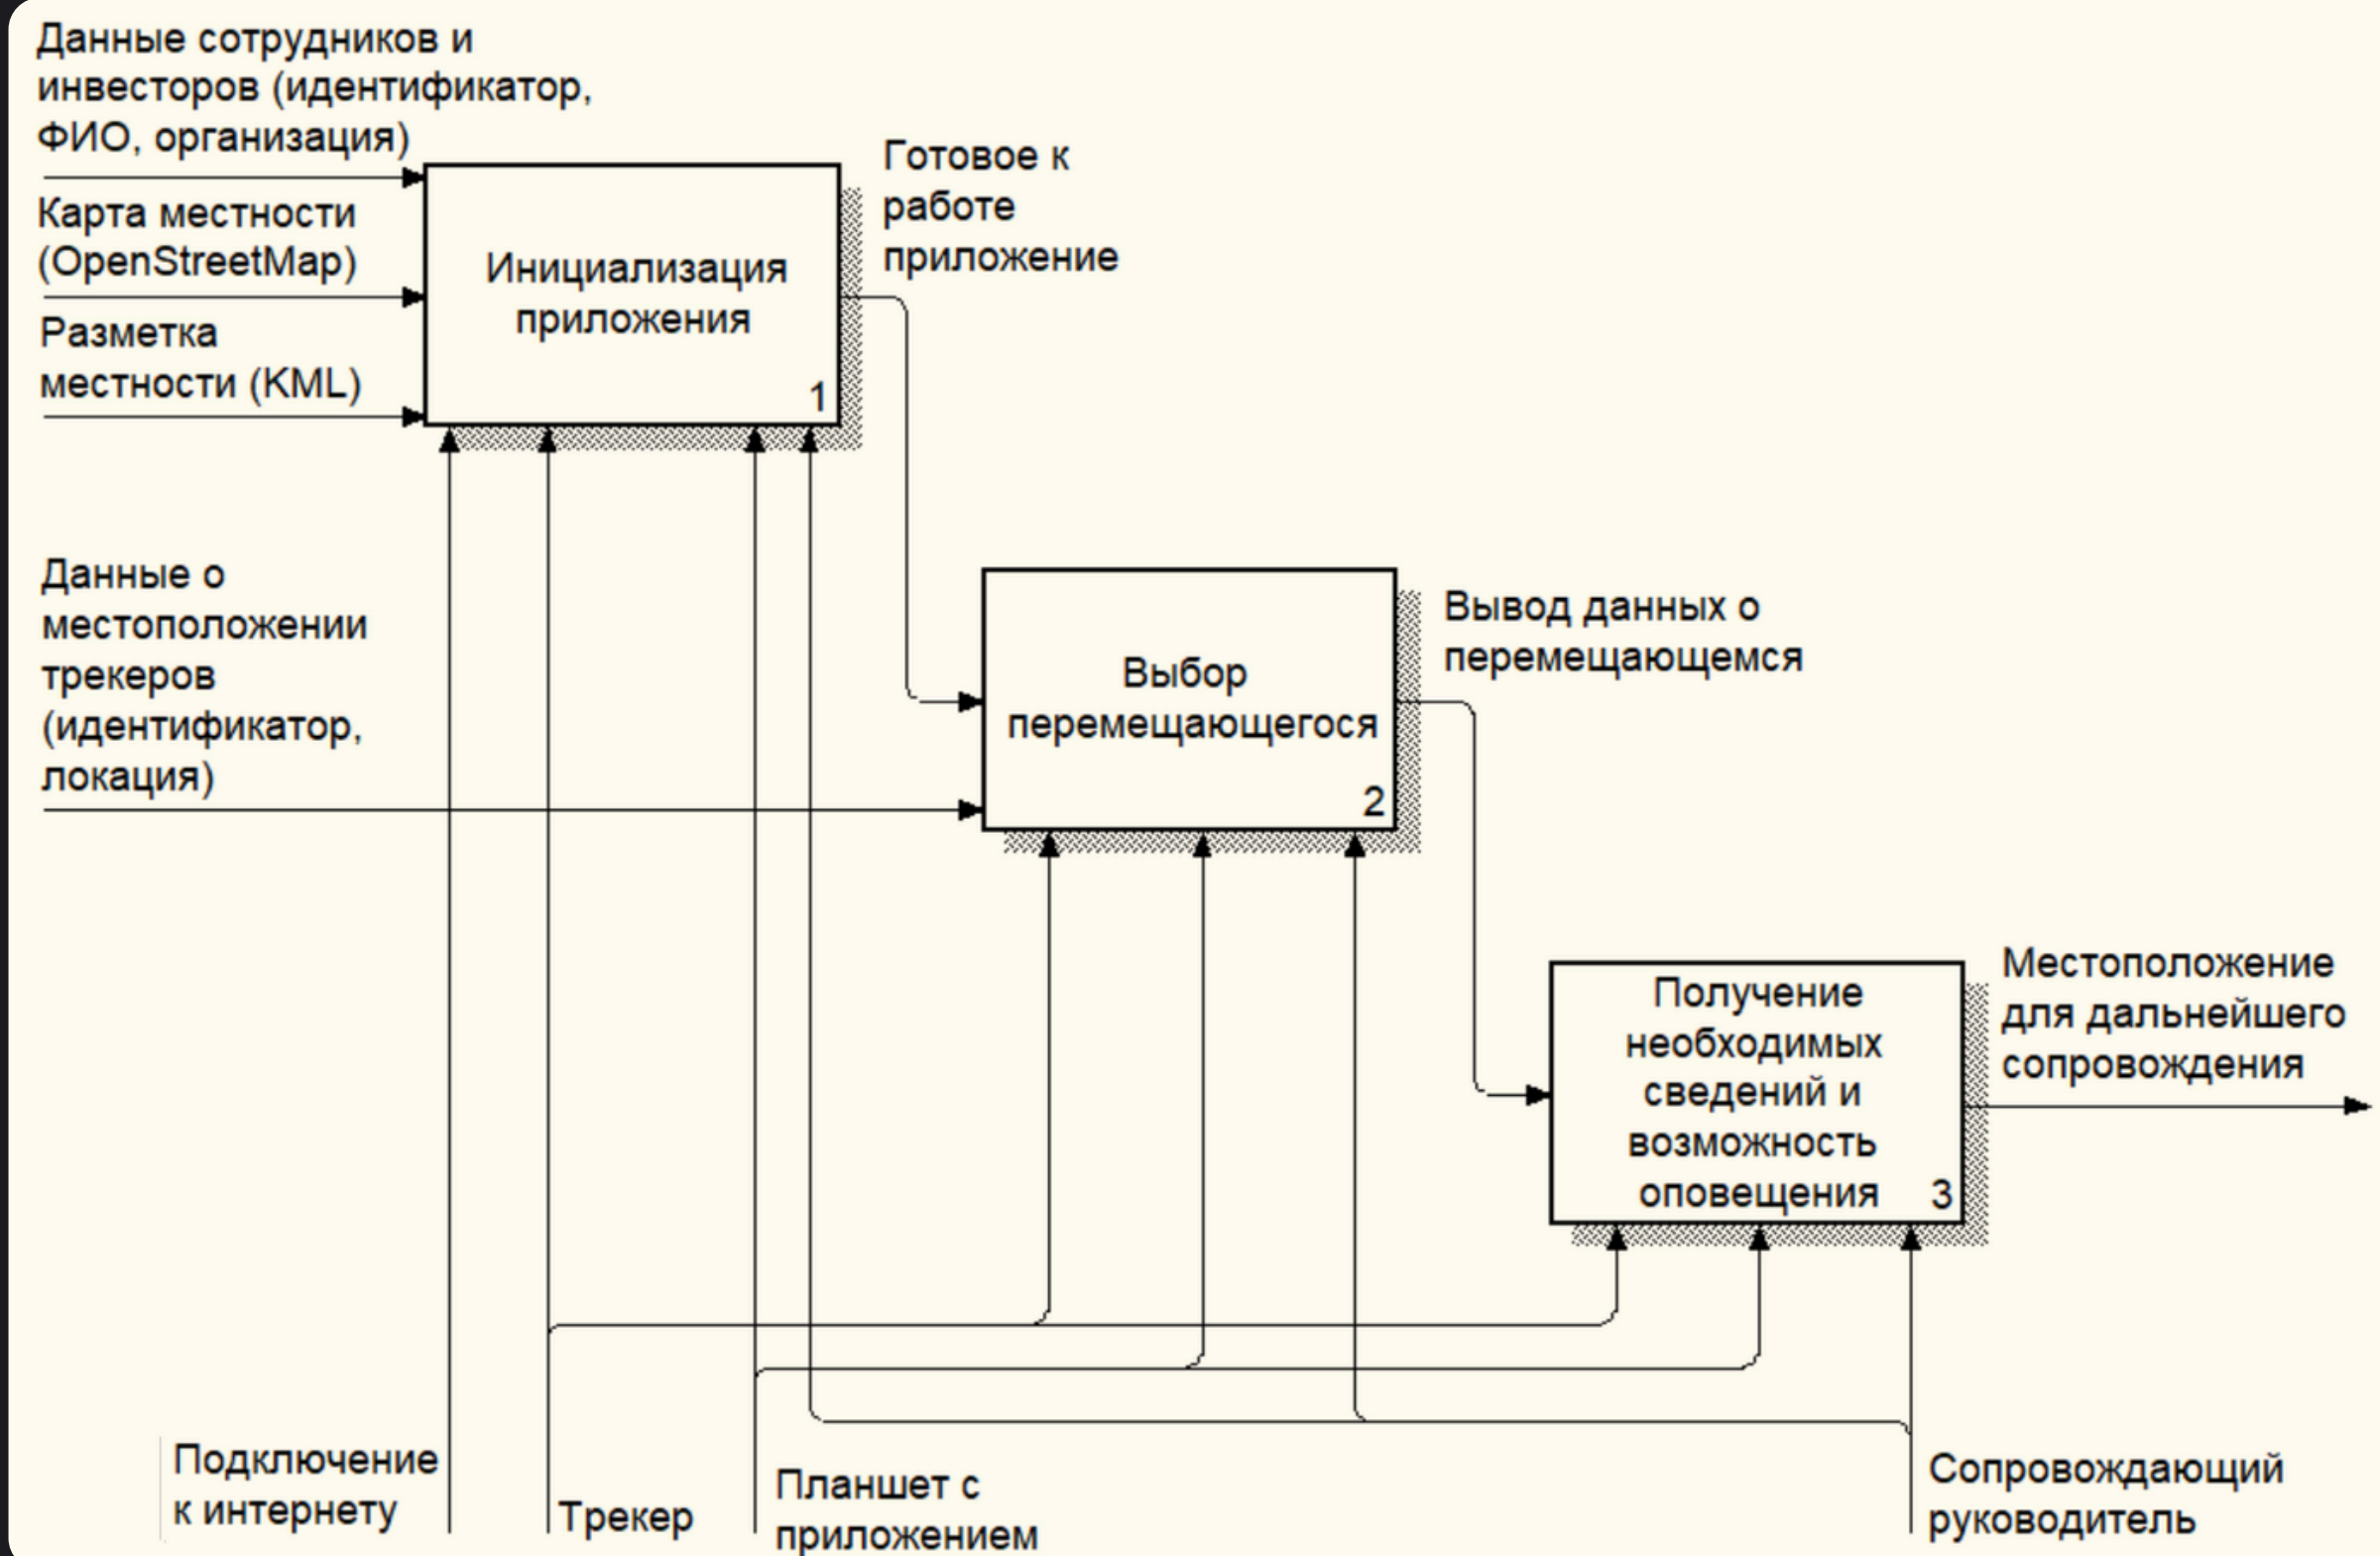 Данные сотрудников и
инвесторов (идентификатор,
ФИО, организация)
Карта местности
(OpenStreetMap)
Разметка
местности (KML)
Инициализация
приложения
1
Готовое к
работе
приложение
Данные о
местоположении
трекеров
(идентификатор,
локация)
Выбор
перемещающегося
2
Вывод данных о
перемещающемся
Получение
необходимых
сведений и
возможность
оповещения
3
Местоположение
для дальнейшего
сопровождения
Подключение
к интернету
Трекер
Планшет с
приложением
Сопровождающий
руководитель